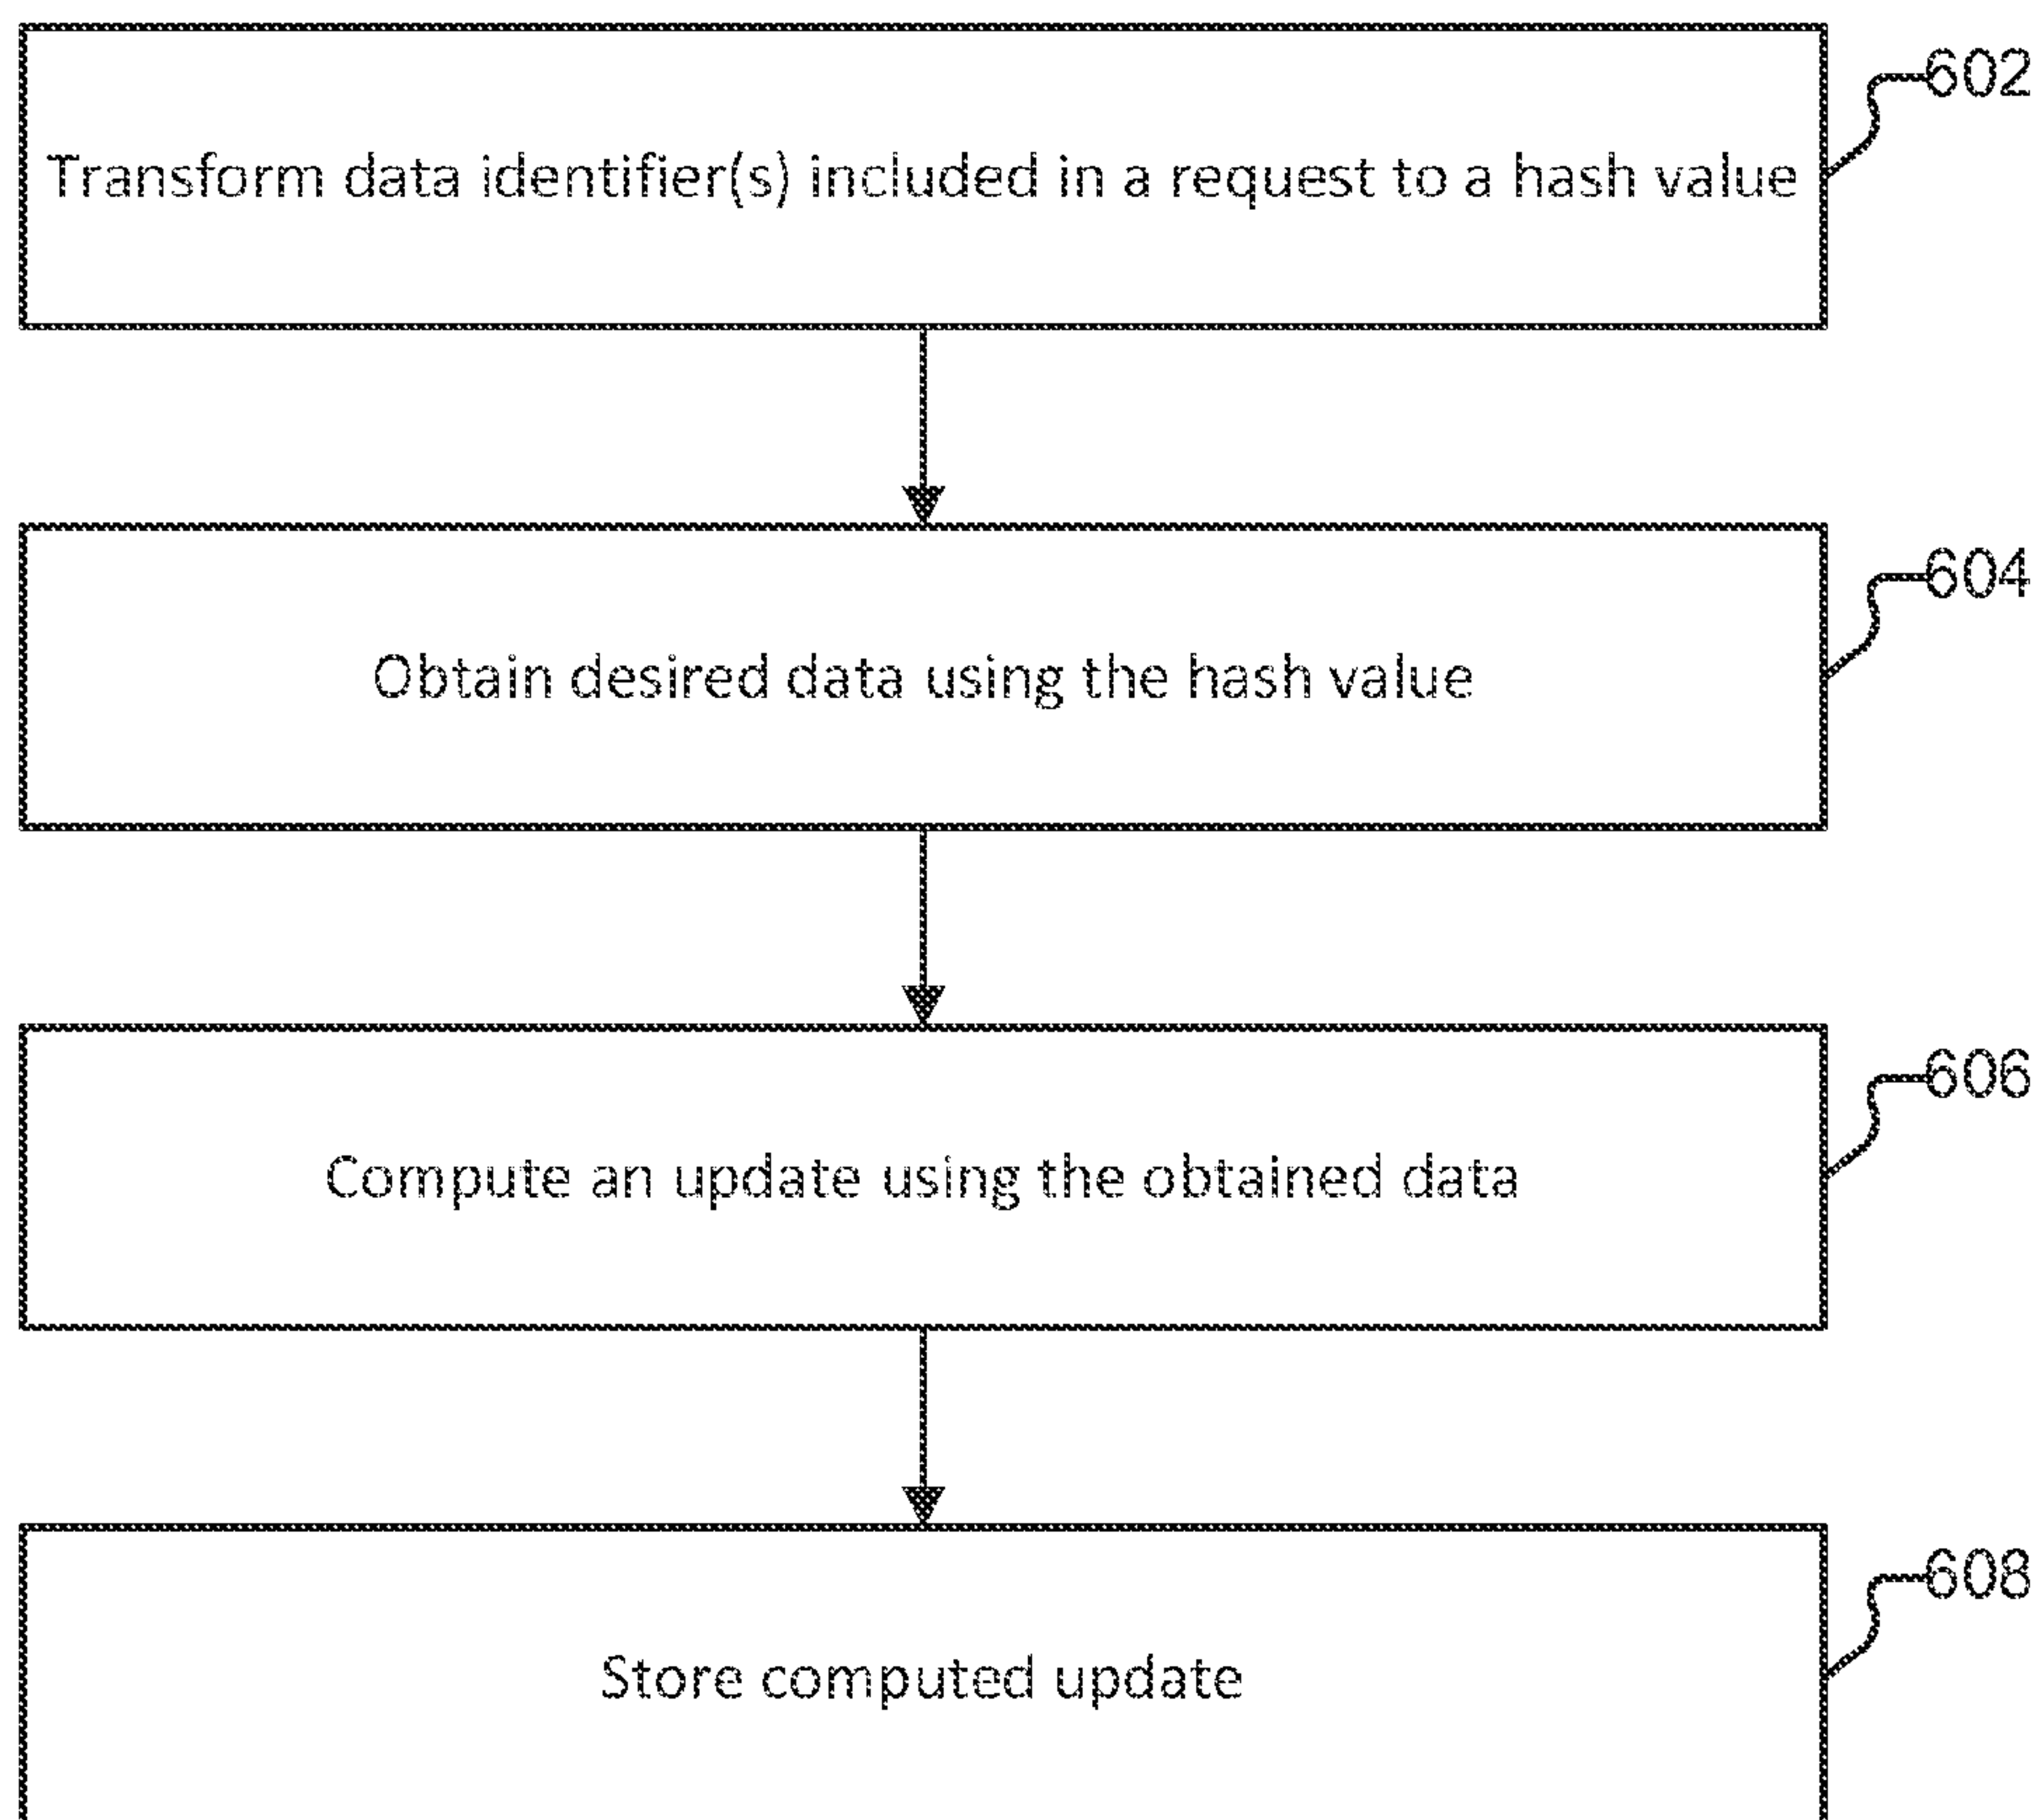 602
Transform data identifier(s) included in a request to a hash value
604
Obtain desired data using the hash value
606
Compute an update using the obtained data
608
Store computed update